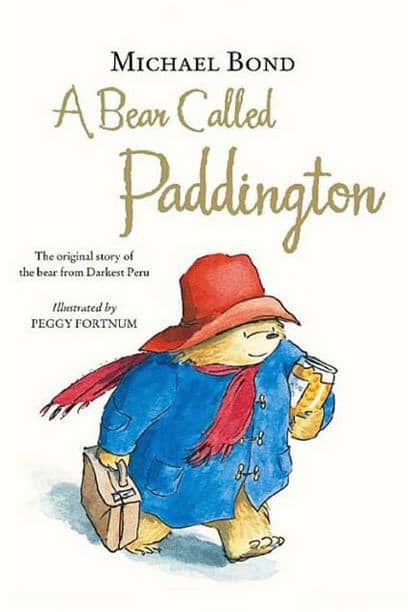 MICHAEL BOND
A Bear Called
Paddington
The original story of
the bear from Darkest Peru
Illustrated by
PEGGY FORTNUM